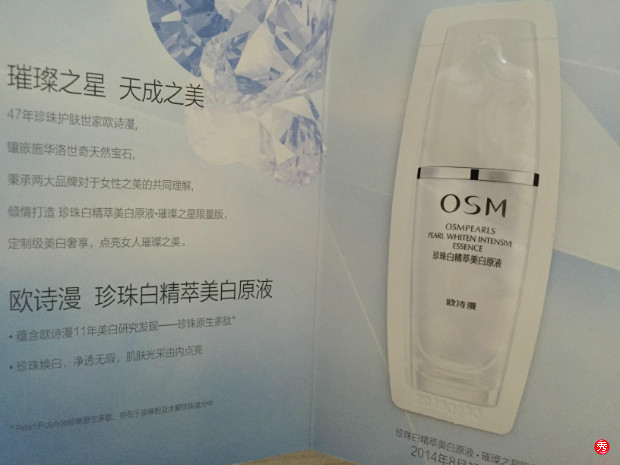 璀璨之星 天成之美
47年珍珠护肤世家欧诗漫,
镶嵌施华洛世奇天然宝石,
秉承两大品牌对于女性之美的共同理解,
倾情打造 珍珠白精萃美白原液•璀璨之星限量版,
定制级美白奢享,点亮女人璀璨之美。
欧诗漫 珍珠白精萃美白原液
• 蕴含欧诗漫11年美白研究发现——珍珠原生多肽*
• 珍珠焕白,净透无瑕,肌肤光采由内点亮
OSM
OSMPEARLS
PEARL WHITEN INTENSIVE
ESSENCE
珍珠白精萃美白原液
欧诗漫
珍珠白精萃美白原液•璀璨之星
2014年8月
秀